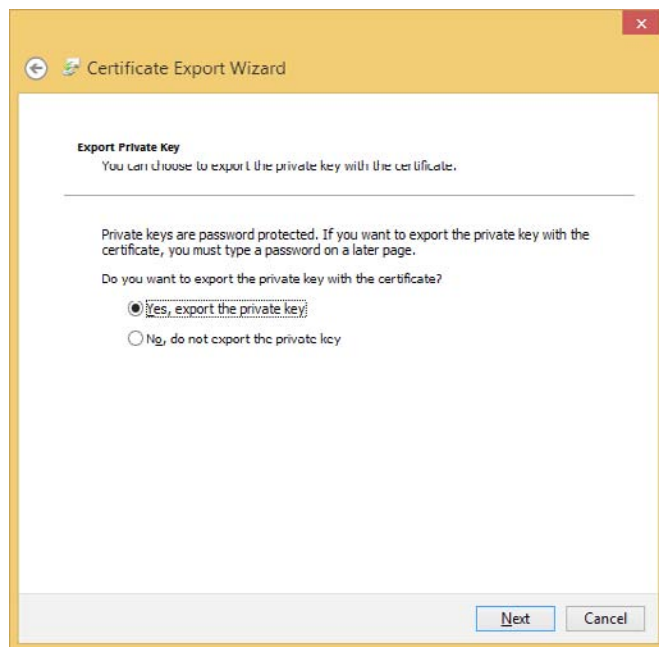 Certificate Export Wizard
Export Private Key
You can choose to export the private key with the certificate.
Private keys are password protected. If you want to export the private key with the
certificate, you must type a password on a later page.
Do you want to export the private key with the certificate?
Yes, export the private key
No, do not export the private key
Next
Cancel